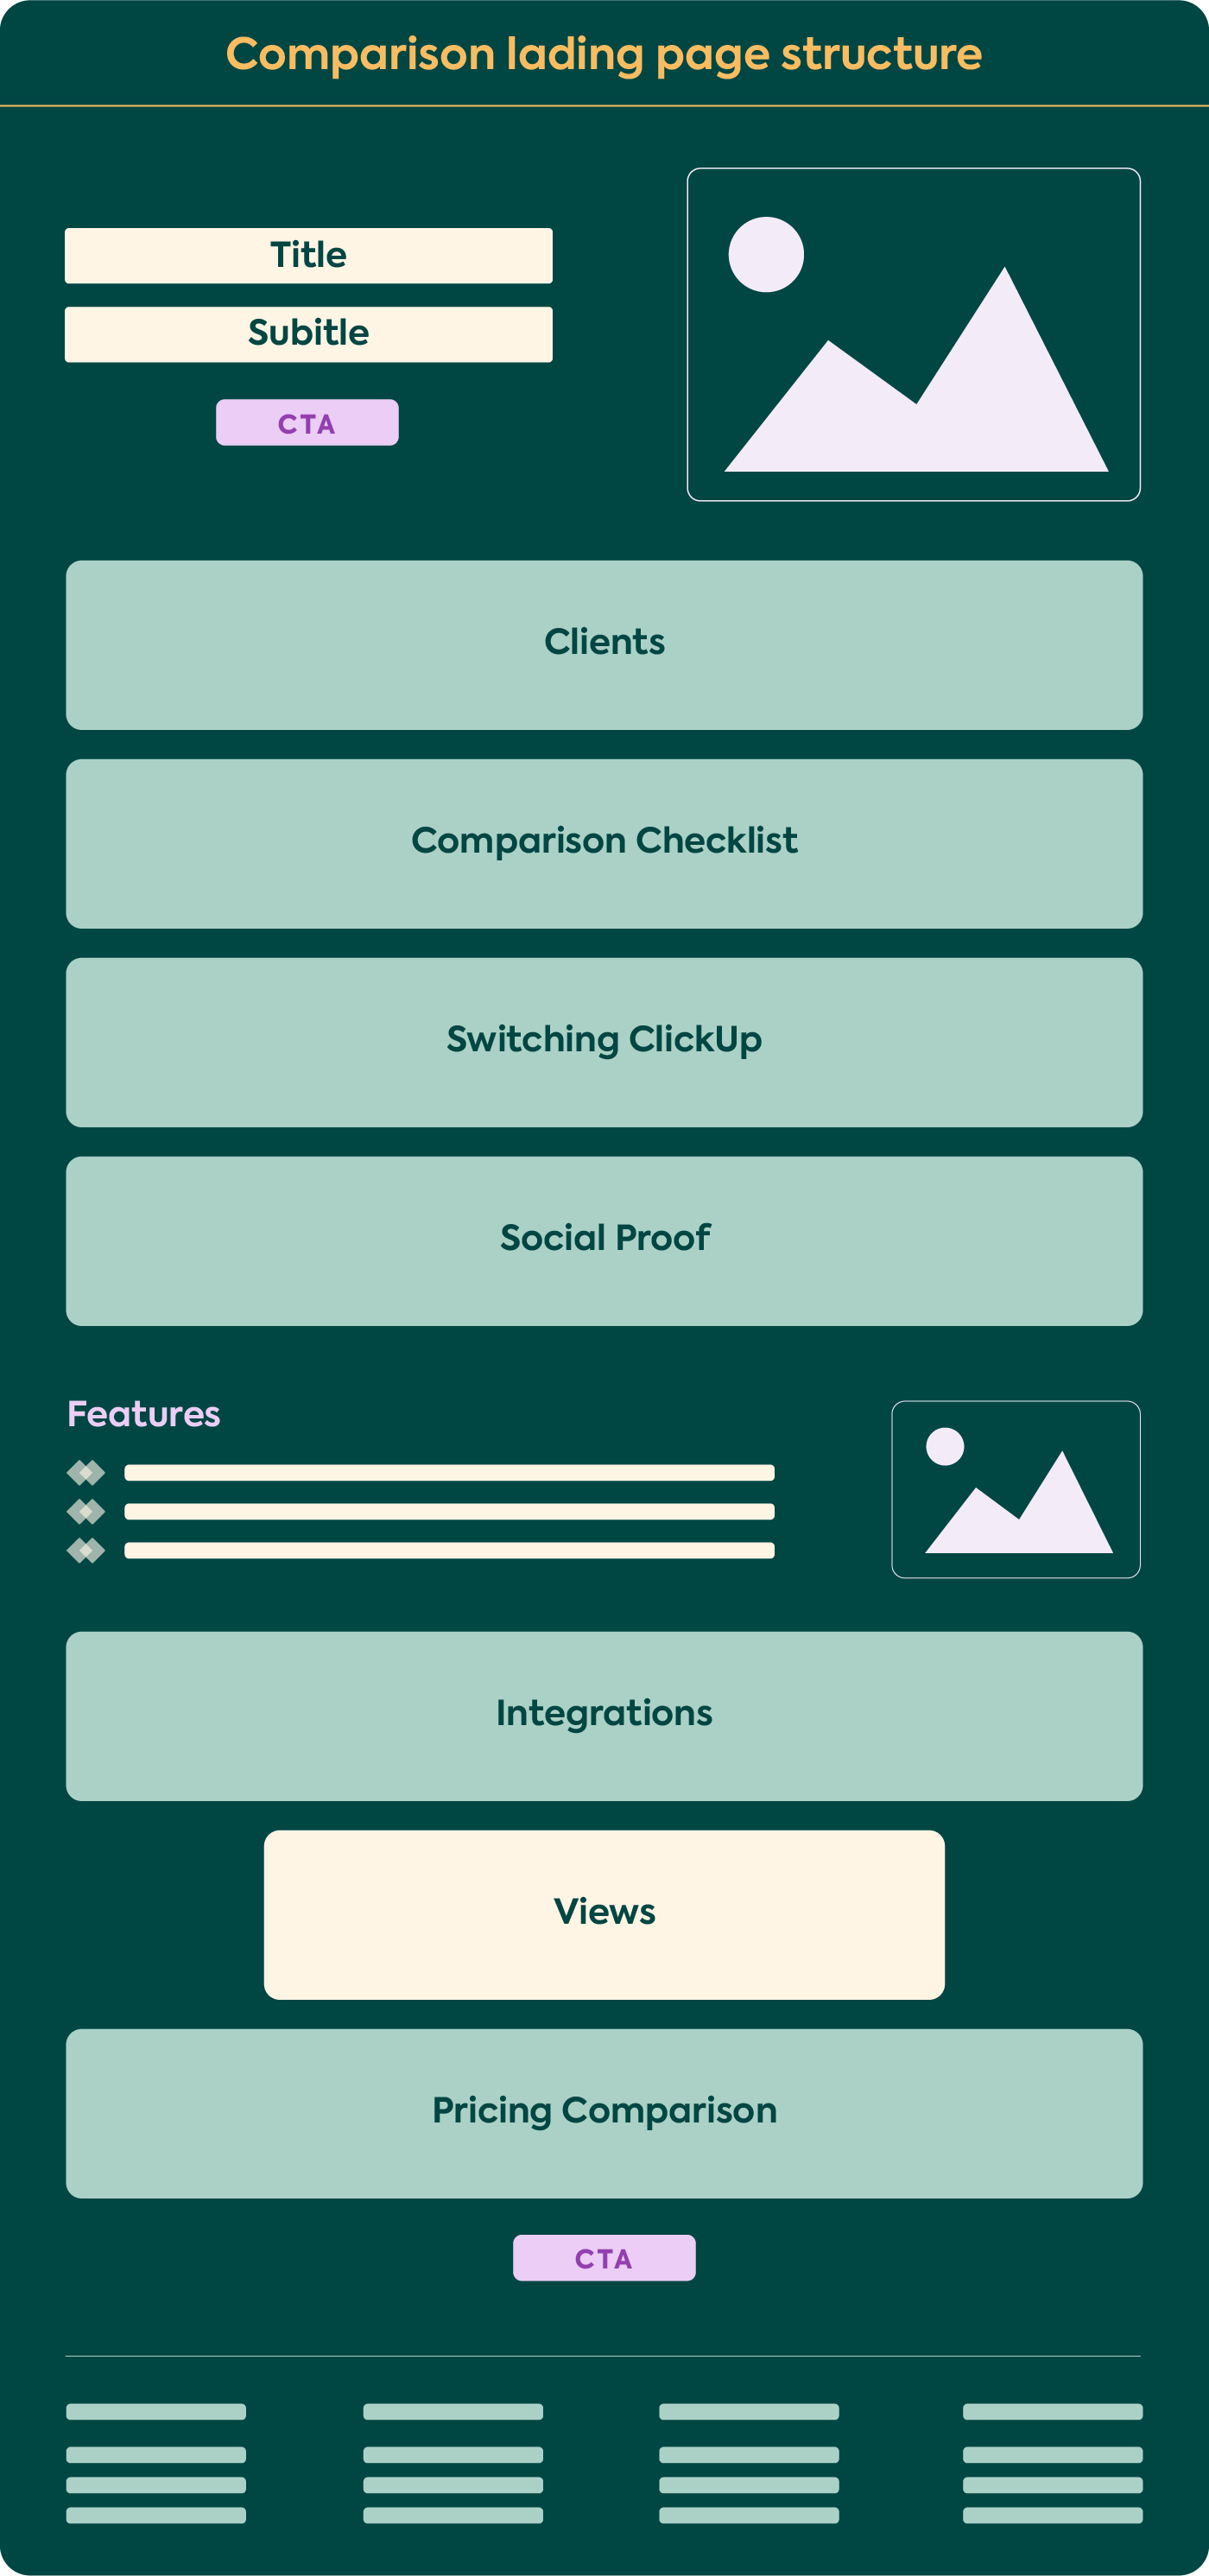 Comparison lading page structure
Title
Subitle
CTA
Clients
Comparison Checklist
Switching ClickUp
Social Proof
Features
Integrations
Views
Pricing Comparison
CTA